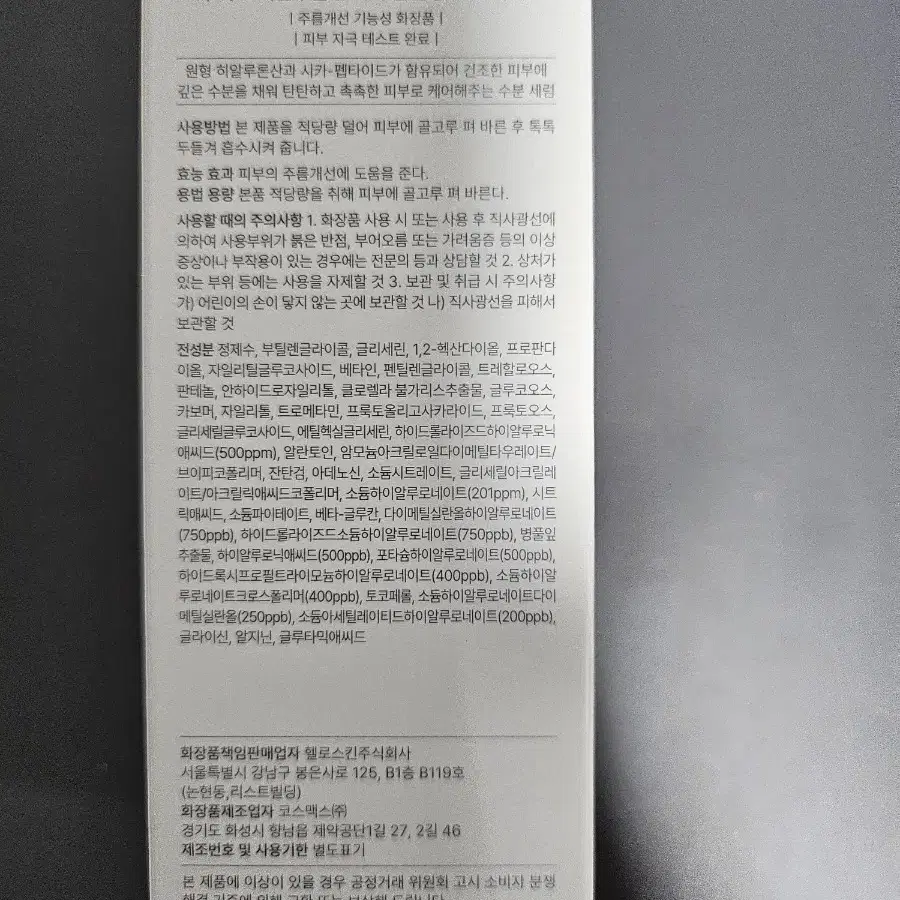 | 주름개선 기능성 화장품 |
| 피부 자극 테스트 완료 |
원형 히알루론산과 시카-펩타이드가 함유되어 건조한 피부에
깊은 수분을 채워 탄탄하고 촉촉한 피부로 케어해주는 수분 세럼
사용방법 본 제품을 적당량 덜어 피부에 골고루 펴 바른 후 톡톡
두들겨 흡수시켜 줍니다.
효능 효과 피부의 주름개선에 도움을 준다.
용법 용량 본품 적당량을 취해 피부에 골고루 펴 바른다.
사용할 때의 주의사항 1. 화장품 사용 시 또는 사용 후 직사광선에
의하여 사용부위가 붉은 반점, 부어오름 또는 가려움증 등의 이상
증상이나 부작용이 있는 경우에는 전문의 등과 상담할 것 2. 상처가
있는 부위 등에는 사용을 자제할 것 3. 보관 및 취급 시 주의사항
가) 어린이의 손이 닿지 않는 곳에 보관할 것 나) 직사광선을 피해서
보관할 것
전성분 정제수, 부틸렌글라이콜, 글리세린, 1,2-헥산다이올, 프로판다
이올, 자일리틸글루코사이드, 베타인, 펜틸렌글라이콜, 트레할로오스,
판테놀, 안하이드로자일리톨, 클로렐라 불가리스추출물, 글루코오스,
카보머, 자일리톨, 트로메타민, 프룩토올리고사카라이드, 프룩토오스,
글리세릴글루코사이드, 에틸헥실글리세린, 하이드롤라이즈드하이알루로닉
애씨드(500ppm), 알란토인, 암모늄아크릴로일다이메틸타우레이트/
브이피코폴리머, 잔탄검, 아데노신, 소듐시트레이트, 글리세릴아크릴레
이트/아크릴릭애씨드코폴리머, 소듐하이알루로네이트(201ppm), 시트
릭애씨드, 소듐파이테이트, 베타-글루칸, 다이메틸실란올하이알루로네이트
(750ppb), 하이드롤라이즈드소듐하이알루로네이트(750ppb), 병풀잎
추출물, 하이알루로닉애씨드(500ppb), 포타슘하이알루로네이트(500ppb),
하이드록시프로필트라이모늄하이알루로네이트(400ppb), 소듐하이알
루로네이트크로스폴리머(400ppb), 토코페롤, 소듐하이알루로네이트다이
메틸실란올(250ppb), 소듐아세틸레이티드하이알루로네이트(200ppb),
글라이신, 알지닌, 글루타믹애씨드
화장품책임판매업자 헬로스킨주식회사
서울특별시 강남구 봉은사로 125, B1층 B119호
(논현동,리스트빌딩)
화장품제조업자 코스맥스㈜
경기도 화성시 향남읍 제약공단1길 27, 2길 46
제조번호 및 사용기한 별도표기
본 제품에 이상이 있을 경우 공정거래 위원회 고시 소비자 분쟁